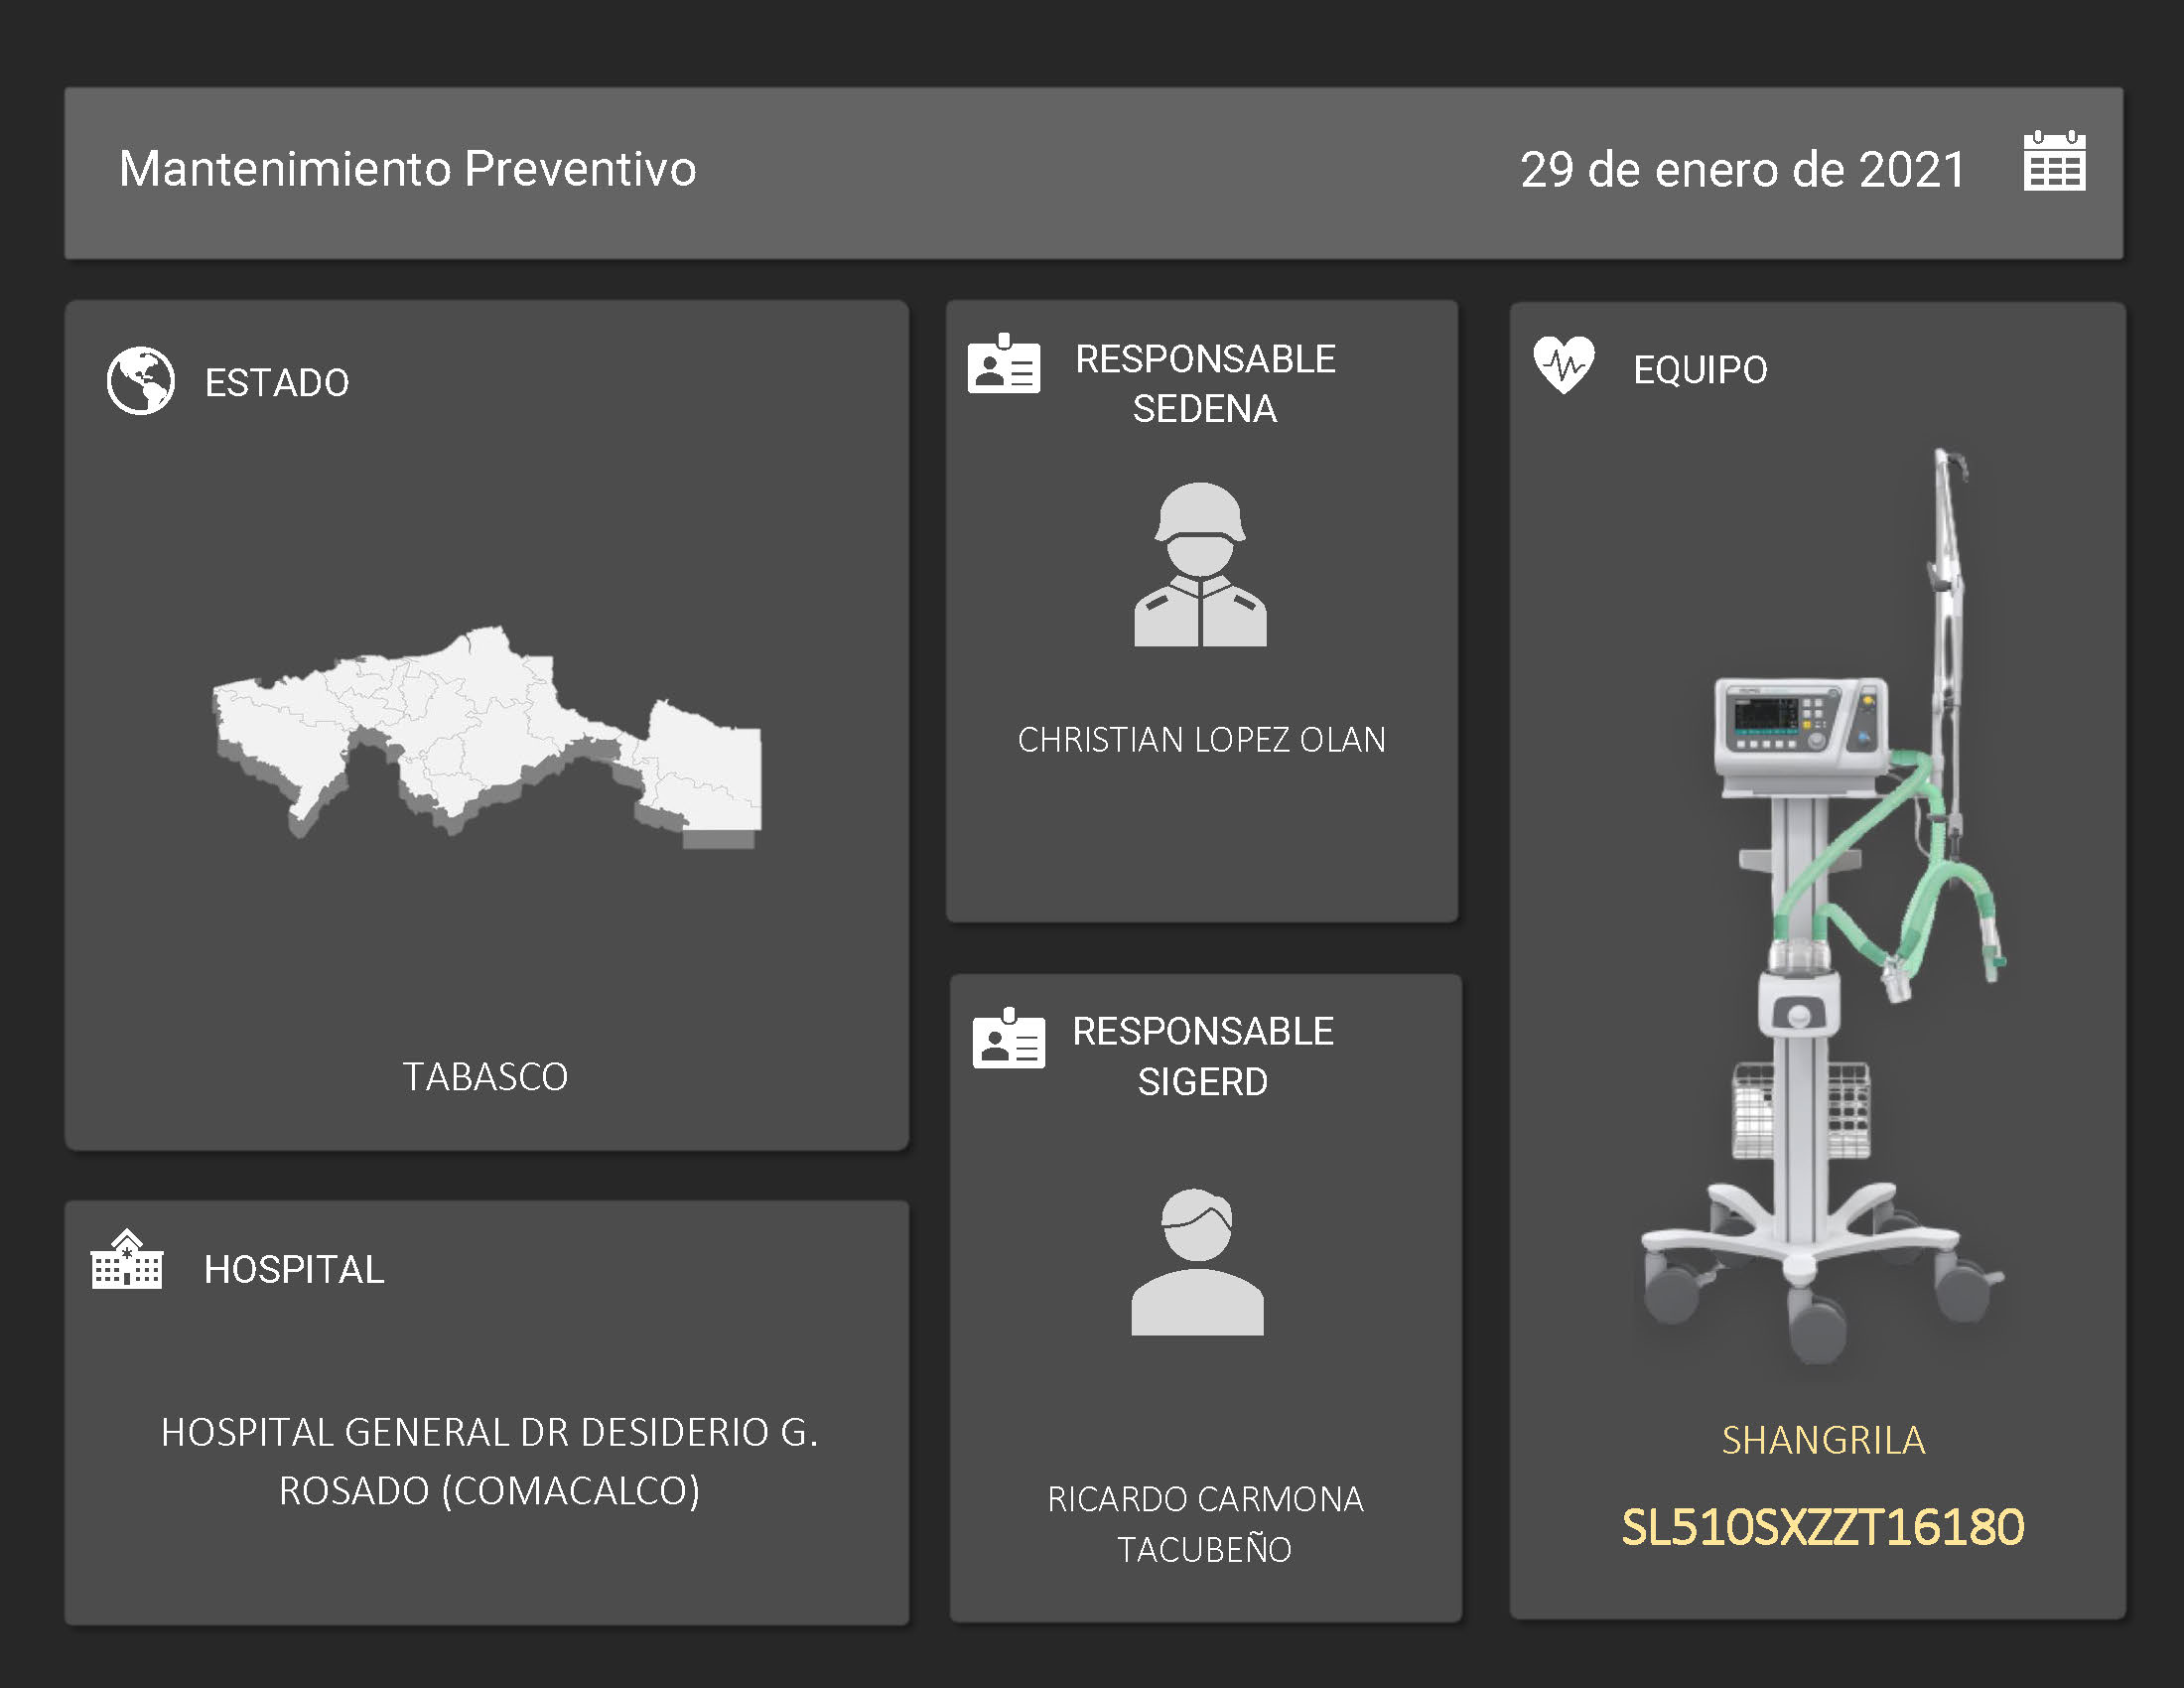 Mantenimiento Preventivo
29 de enero de 2021
ESTADO
TABASCO
HOSPITAL
HOSPITAL GENERAL DR DESIDERIO G.
ROSADO (COMACALCO)
RESPONSABLE
SEDENA
CHRISTIAN LOPEZ OLAN
RESPONSABLE
SIGERD
RICARDO CARMONA
TACUBEÑO
EQUIPO
SHANGRILA
SL510SXZZT16180